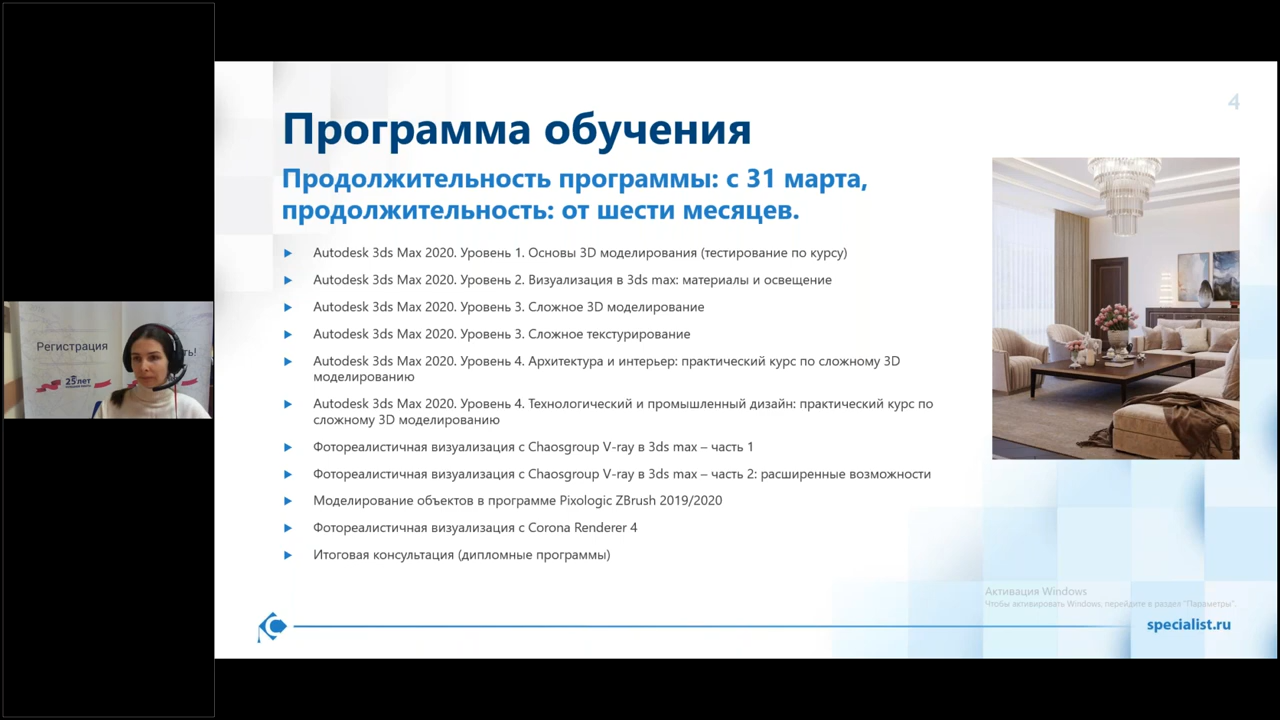 4
Программа обучения
Продолжительность программы: с 31 марта,
продолжительность: от шести месяцев.
Autodesk 3ds Max 2020. Уровень 1. Основы 3D моделирования (тестирование по курсу)
Autodesk 3ds Max 2020. Уровень 2. Визуализация в 3ds max: материалы и освещение
Autodesk 3ds Max 2020. Уровень 3. Сложное 3D моделирование
Autodesk 3ds Max 2020. Уровень 3. Сложное текстурирование
Autodesk 3ds Max 2020. Уровень 4. Архитектура и интерьер: практический курс по сложному 3D
моделированию
Autodesk 3ds Max 2020. Уровень 4. Технологический и промышленный дизайн: практический курс по
сложному 3D моделированию
Фотореалистичная визуализация с Chaosgroup V-ray в 3ds max – часть 1
Фотореалистичная визуализация с Chaosgroup V-ray в 3ds max – часть 2: расширенные возможности
Моделирование объектов в программе Pixologic ZBrush 2019/2020
Фотореалистичная визуализация с Corona Renderer 4
Итоговая консультация (дипломные программы)
Регистрация
ть!
25 лет
Активация Windows
Чтобы активировать Windows, перейдите в раздел "Параметры".
specialist.ru